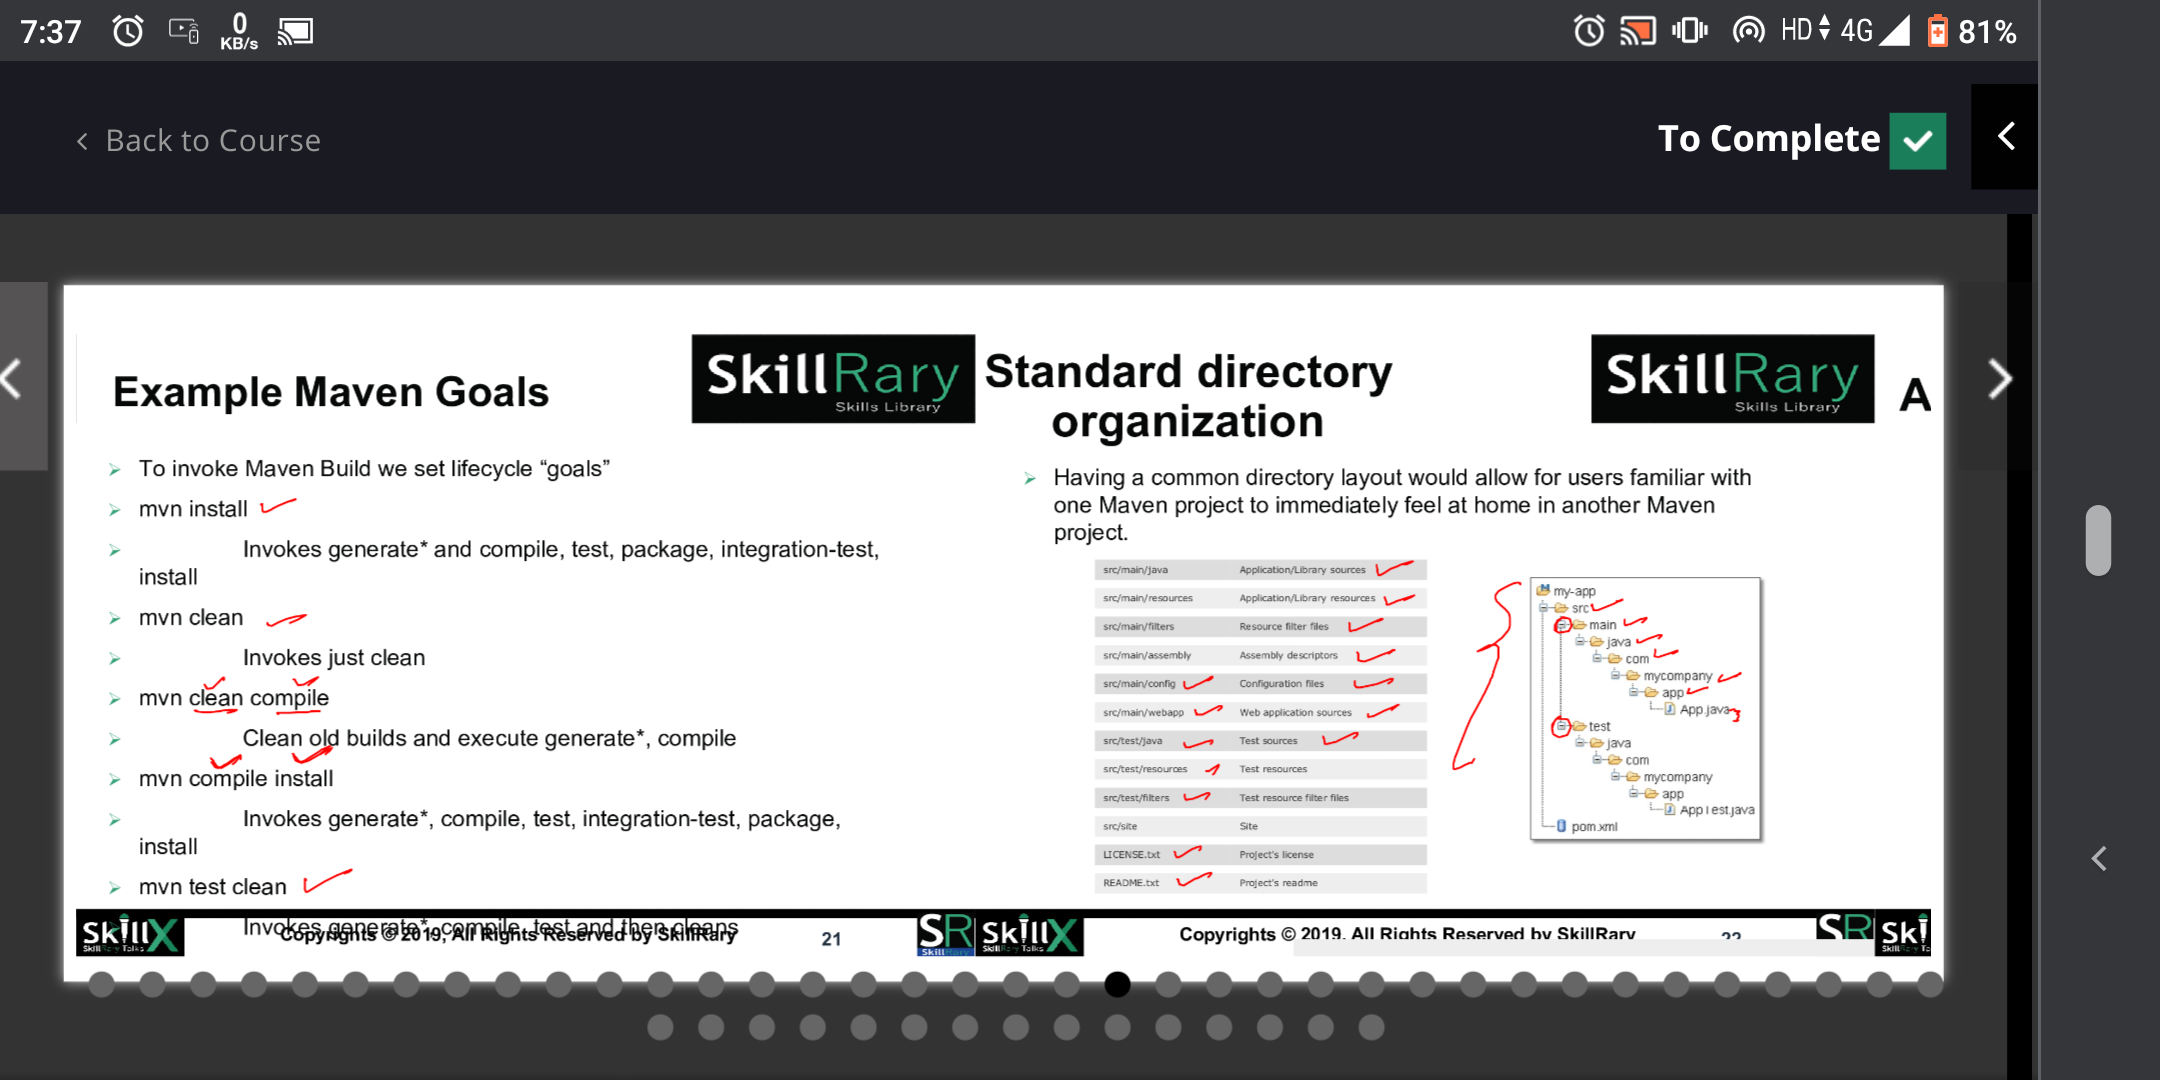 7:37
0
KB/s
HD
4G
81%
Back to Course
To Complete
Example Maven Goals
SkillRary
Skills Library
To invoke Maven Build we set lifecycle “goals”
mvn install
Invokes generate* and compile, test, package, integration-test,
install
mvn clean
Invokes just clean
mvn clean compile
Clean old builds and execute generate*, compile
mvn compile install
Invokes generate*, compile, test, integration-test, package,
install
mvn test clean
Invokes generate*, compile, test and then cleans
SkillX
Skill Rary Talks
Copyrights © 2019, All Rights Reserved by SkillRary
21
SR
SkillRary
Standard directory
organization
SkillRary
Skills Library
Having a common directory layout would allow for users familiar with
one Maven project to immediately feel at home in another Maven
project.
src/main/java Application/Library sources
src/main/resources Application/Library resources
src/main/filters Resource filter files
src/main/assembly Assembly descriptors
src/main/config Configuration files
src/main/webapp Web application sources
src/test/java Test sources
src/test/resources Test resources
src/test/filters Test resource filter files
src/site Site
LICENSE.txt Project's license
README.txt Project's readme
my-app
src
main
java
com
mycompany
app
App.java
test
java
com
mycompany
app
AppTest.java
pom.xml
SkillX
Skill Rary Talks
Copyrights © 2019, All Rights Reserved by SkillRary
22
SR
A
Ski
Skill Rary Ta